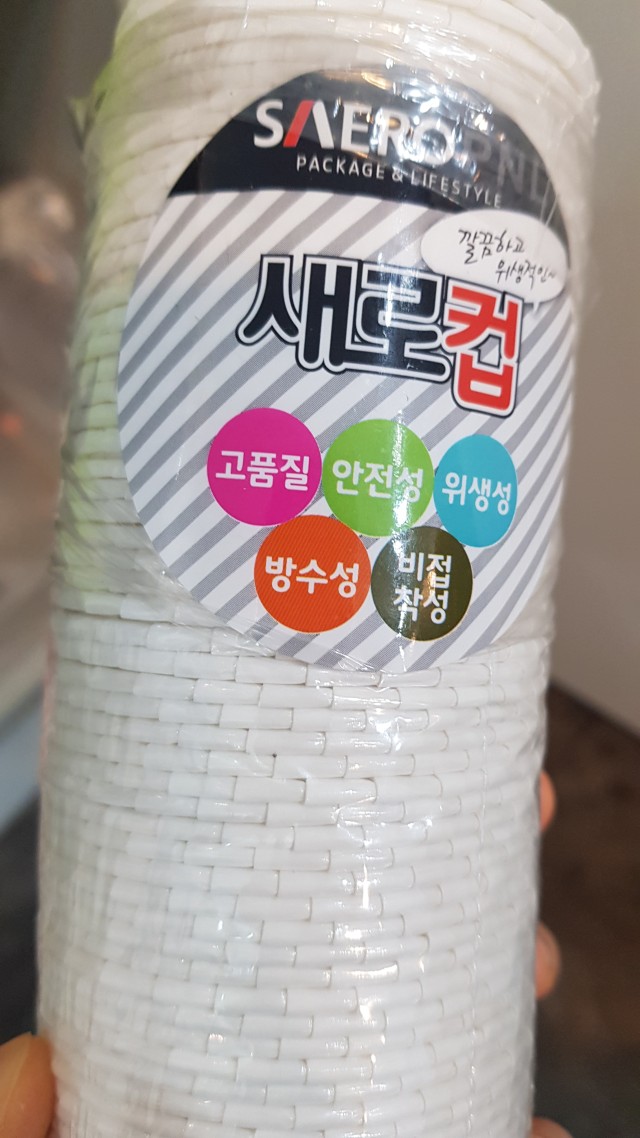 SAEROPNL
PACKAGE & LIFESTYLE
깔끔하고
위생적인~
새로컵
고품질
안전성
위생성
방수성
비접
착성